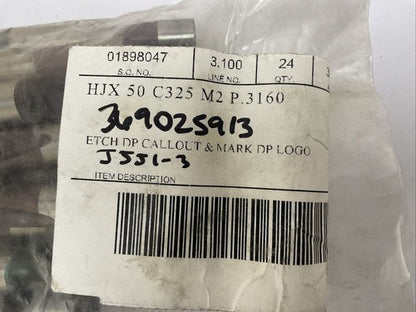 01898047 3.100 24 3
S.O. NO. LINE NO. QTY.
HJX 50 C325 M2 P.3160
369025913
ETCH DP CALLOUT & MARK DP LOGO
J551-3
ITEM DESCRIPTION